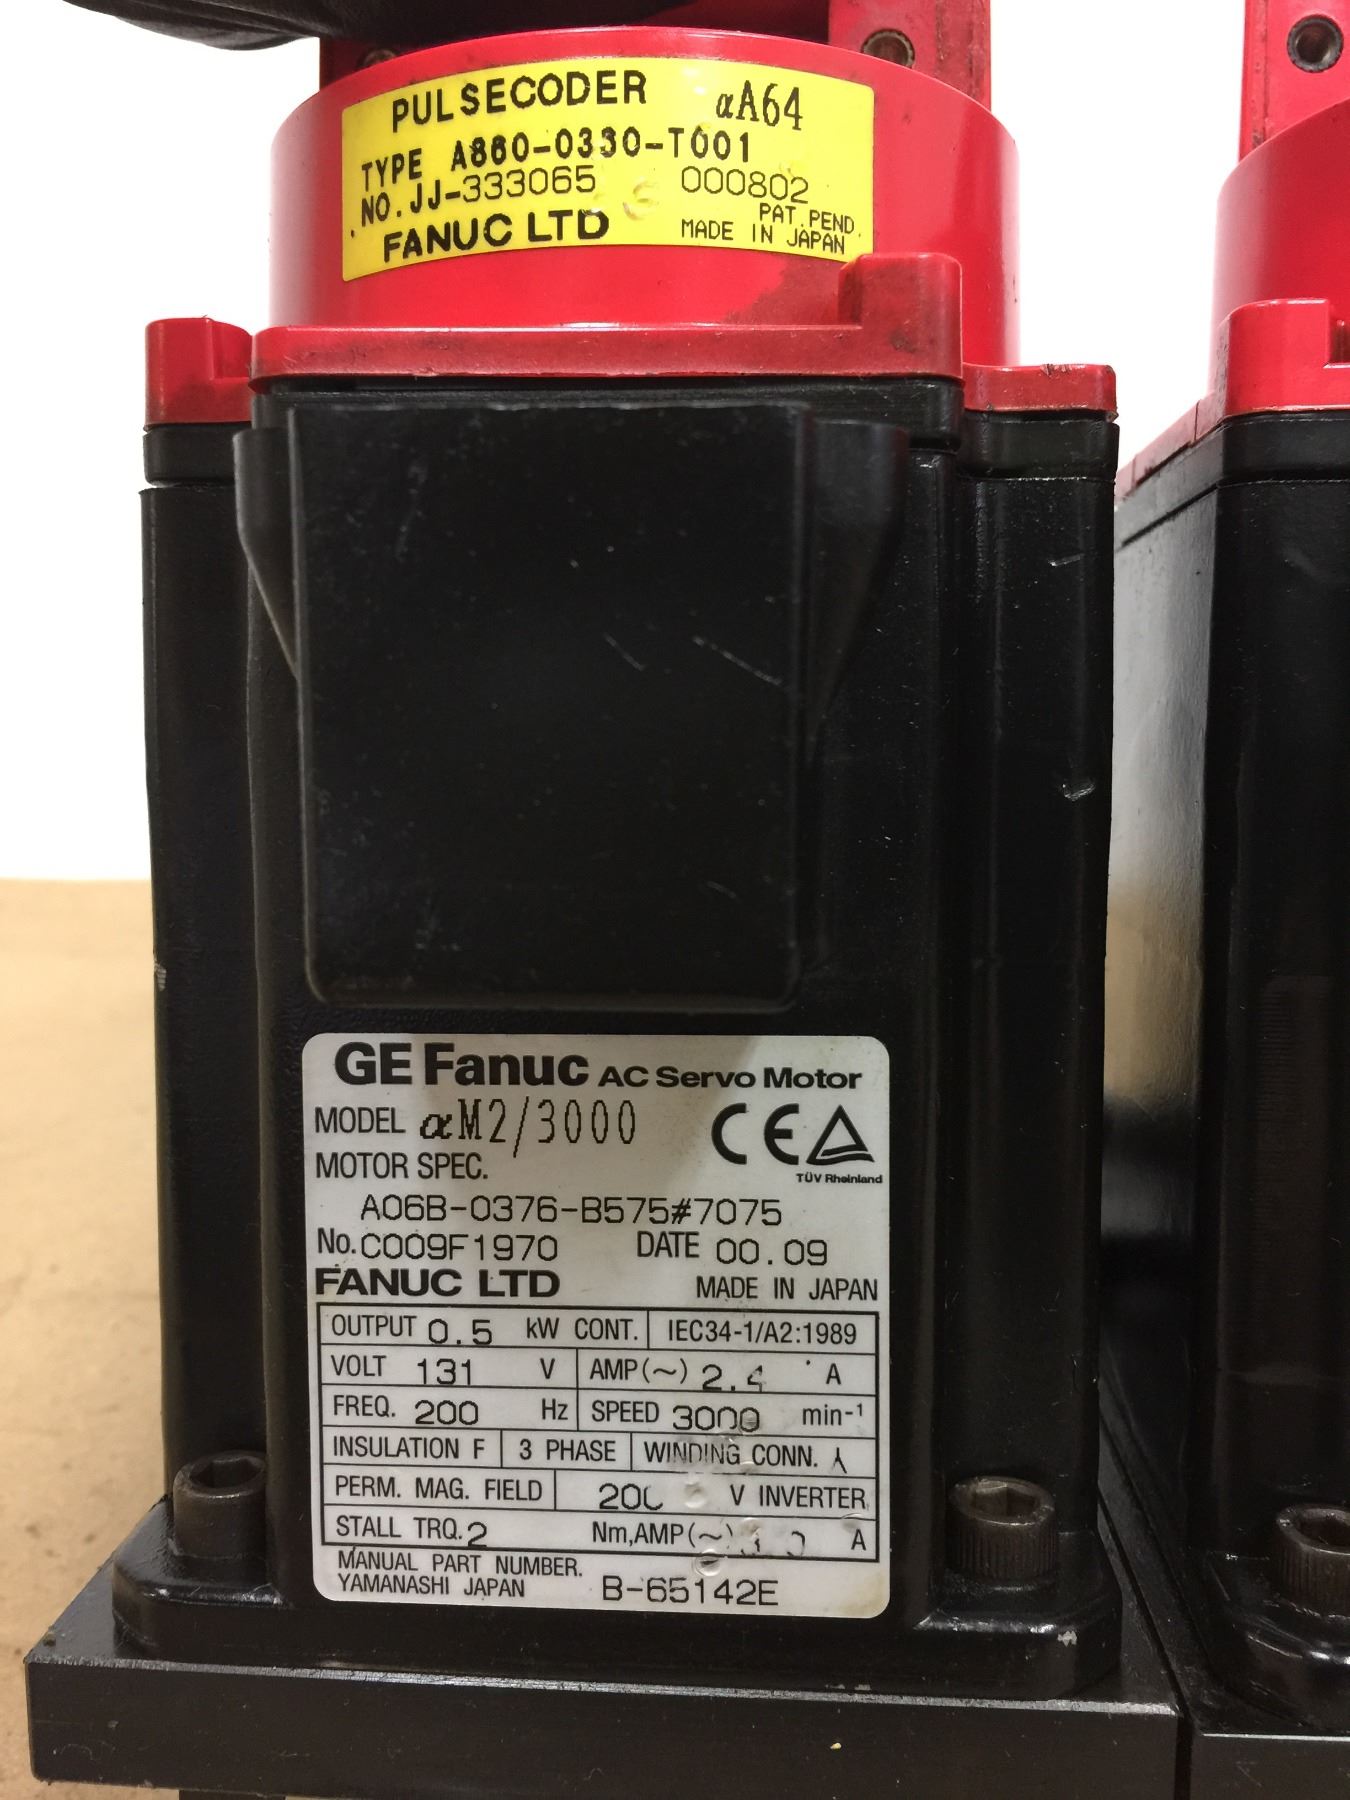 PULSECODER αA64
TYPE A860-0330-T001
NO. JJ-333065 000802
PAT. PEND.
FANUC LTD MADE IN JAPAN
GE Fanuc AC Servo Motor
MODEL αM2/3000 CE
TÜV Rheinland
MOTOR SPEC.
A06B-0376-B575#7075
No. C009F1970 DATE 00.09
FANUC LTD MADE IN JAPAN
OUTPUT 0.5 kW CONT. IEC34-1/A2:1989
VOLT 131 V AMP(~) 2.4 A
FREQ. 200 Hz SPEED 3000 min-1
INSULATION F 3 PHASE WINDING CONN. Y
PERM. MAG. FIELD V INVERTER
STALL TRQ. 2 Nm, AMP(~) A
MANUAL PART NUMBER.
YAMANASHI JAPAN B-65142E